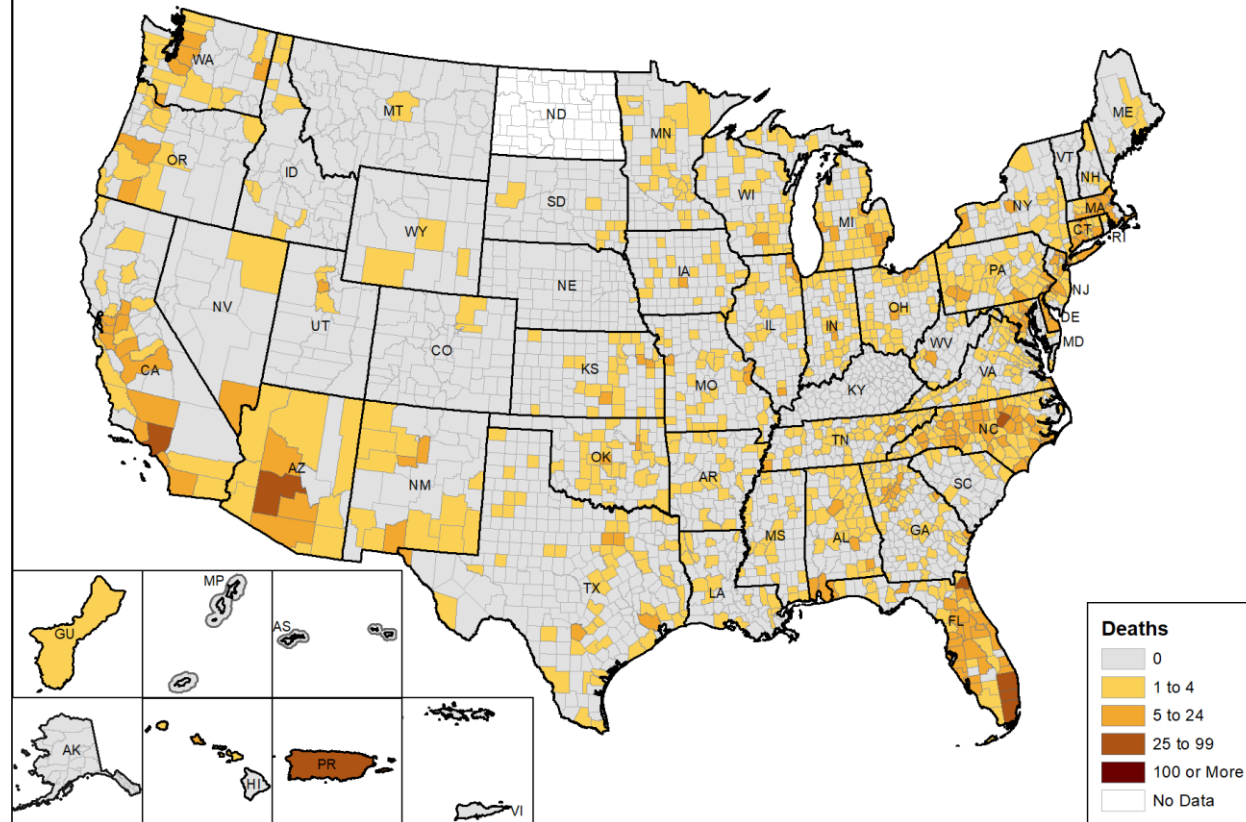 WA
MT
ND
MN
ME
OR
ID
SD
WI
VT
NH
NY
MA
MI
CT
RI
WY
IA
PA
NE
NJ
NV
OH
UT
IL
IN
DE
CO
WV
MD
CA
KS
MO
VA
KY
NC
TN
OK
AZ
NM
AR
SC
MS
AL
GA
TX
LA
FL
MP
GU
AS
AK
HI
PR
VI
Deaths
0
1 to 4
5 to 24
25 to 99
100 or More
No Data